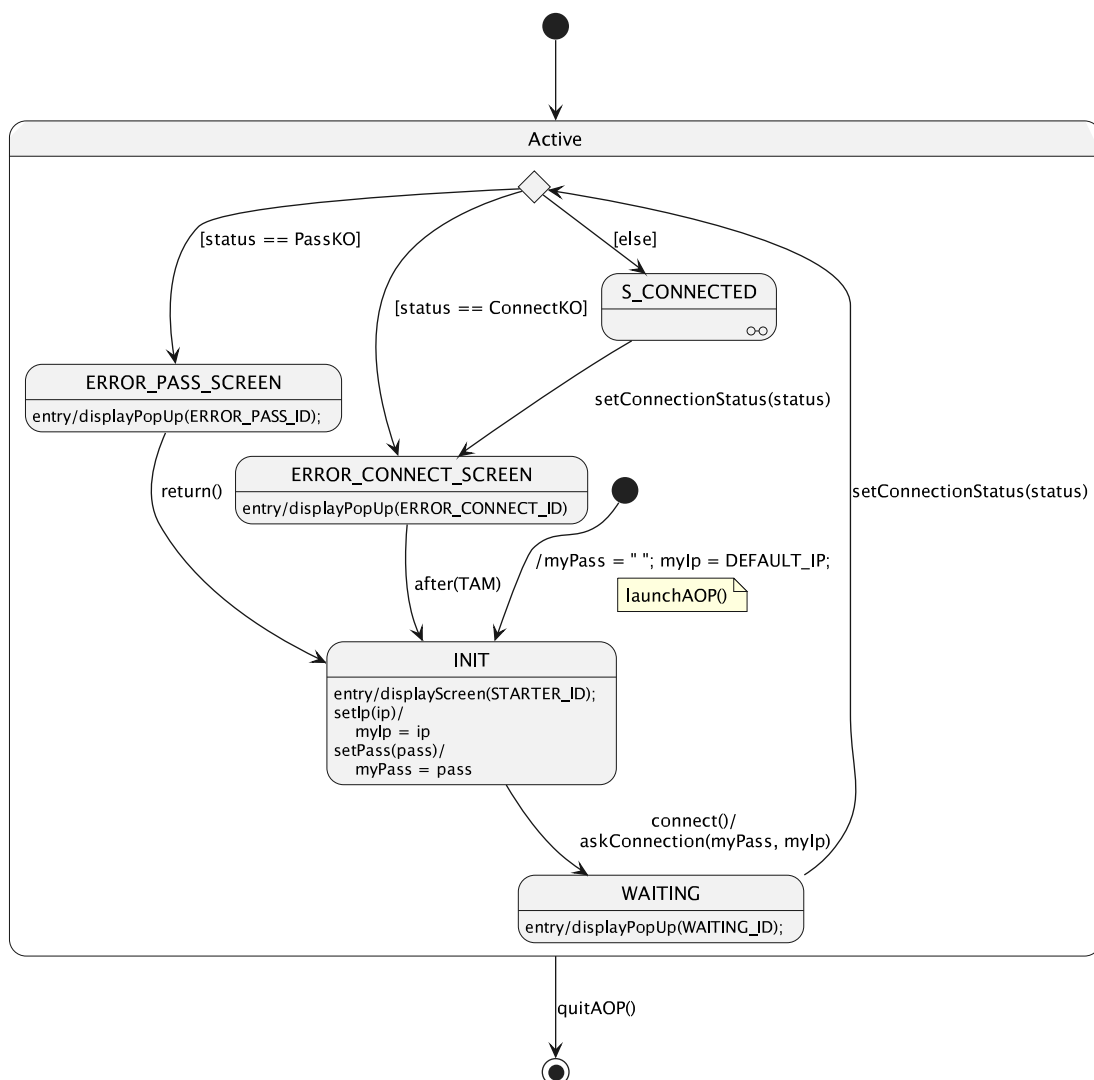 Active
[status == PassKO]
[else]
S_CONNECTED
[status == ConnectKO]
ERROR_PASS_SCREEN
entry/displayPopUp(ERROR_PASS_ID);
setConnectionStatus(status)
ERROR_CONNECT_SCREEN
entry/displayPopUp(ERROR_CONNECT_ID)
return()
setConnectionStatus(status)
/myPass = " "; myIp = DEFAULT_IP;
after(TAM)
launchAOP()
INIT
entry/displayScreen(STARTER_ID);
setIp(ip)/
myIp = ip
setPass(pass)/
myPass = pass
connect()/
askConnection(myPass, myIp)
WAITING
entry/displayPopUp(WAITING_ID);
quitAOP()